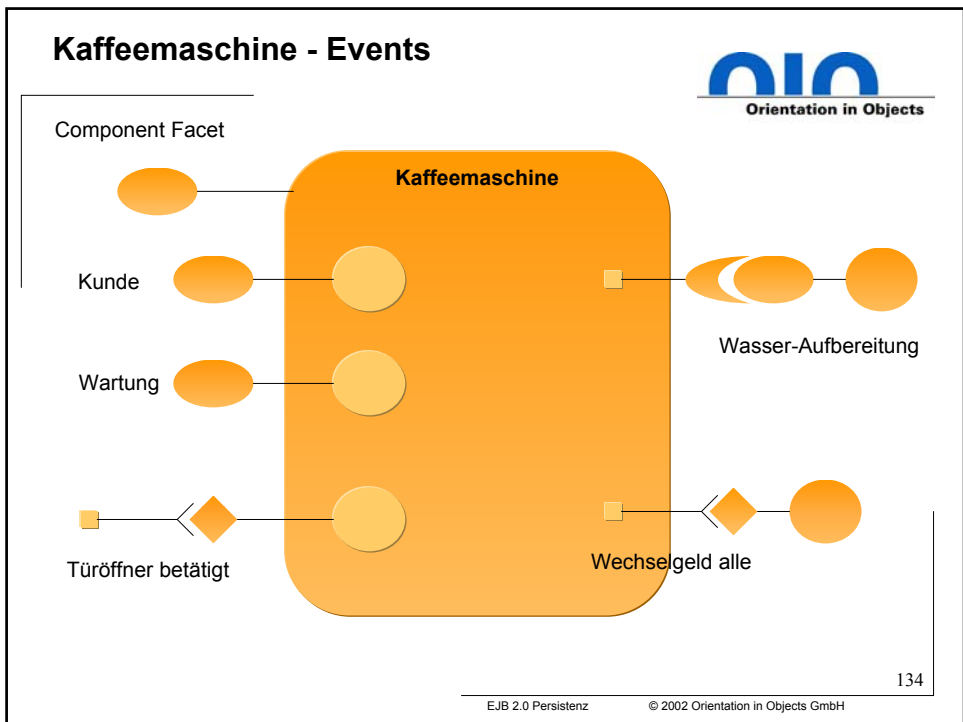 Kaffeemaschine - Events
OIO
Orientation in Objects
Component Facet
Kaffeemaschine
Kunde
Wasser-Aufbereitung
Wartung
Türöffner betätigt
Wechselgeld alle
134
EJB 2.0 Persistenz © 2002 Orientation in Objects GmbH